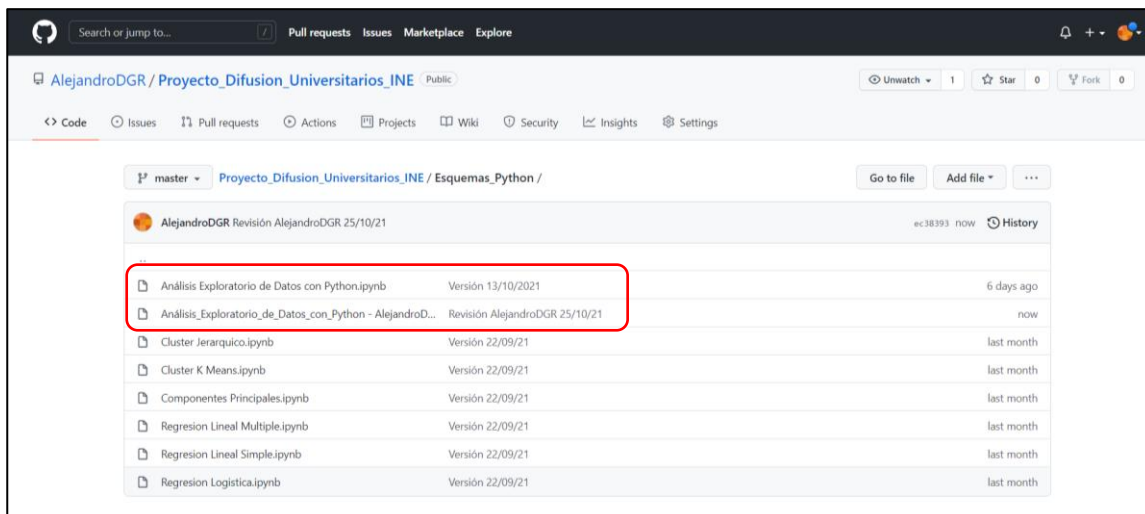 Search or jump to... / Pull requests Issues Marketplace Explore
AlejandroDGR / Proyecto_Difusion_Universitarios_INE Public Unwatch 1 Star 0 Fork 0
Code Issues Pull requests Actions Projects Wiki Security Insights Settings
master Proyecto_Difusion_Universitarios_INE / Esquemas_Python / Go to file Add file ...
AlejandroDGR Revisión AlejandroDGR 25/10/21 ec38393 now History
..
Análisis Exploratorio de Datos con Python.ipynb Versión 13/10/2021 6 days ago
Análisis_Exploratorio_de_Datos_con_Python - AlejandroD... Revisión AlejandroDGR 25/10/21 now
Cluster Jerarquico.ipynb Versión 22/09/21 last month
Cluster K Means.ipynb Versión 22/09/21 last month
Componentes Principales.ipynb Versión 22/09/21 last month
Regresion Lineal Multiple.ipynb Versión 22/09/21 last month
Regresion Lineal Simple.ipynb Versión 22/09/21 last month
Regresion Logistica.ipynb Versión 22/09/21 last month